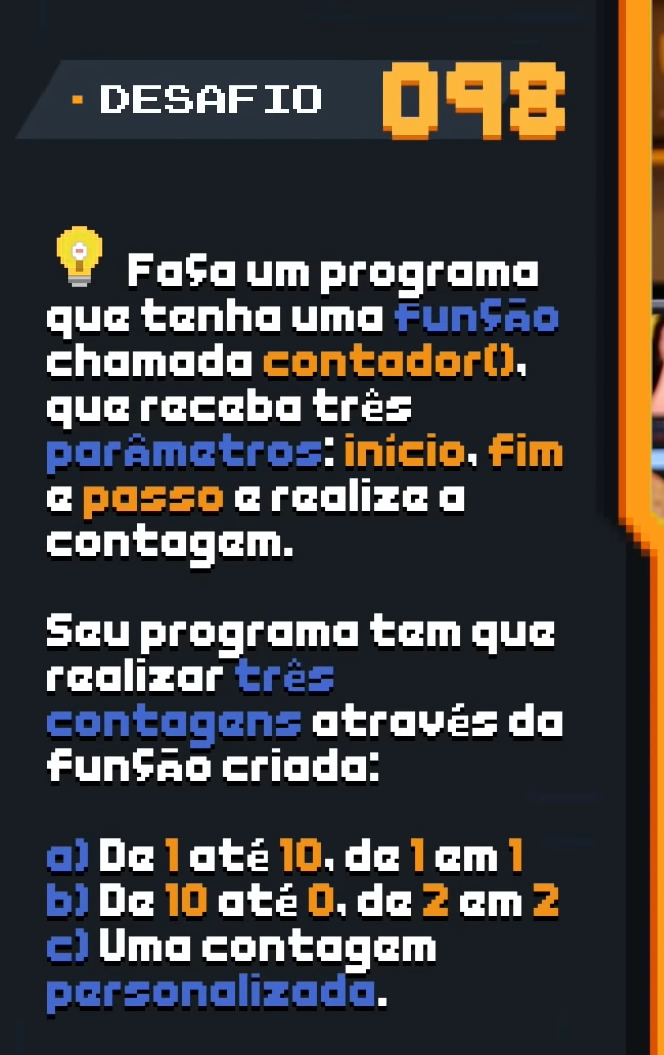 DESAFIO 098
Faça um programa
que tenha uma função
chamada contador(),
que receba três
parâmetros: início, fim
e passo e realize a
contagem.
Seu programa tem que
realizar três
contagens através da
função criada:
a) De 1 até 10, de 1 em 1
b) De 10 até 0, de 2 em 2
c) Uma contagem
personalizada.